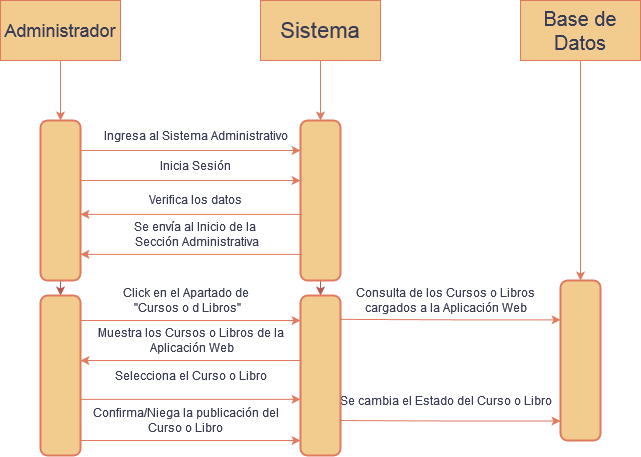 Administrador
Sistema
Base de
Datos
Ingresa al Sistema Administrativo
Inicia Sesión
Verifica los datos
Se envía al Inicio de la
Sección Administrativa
Click en el Apartado de
"Cursos o d Libros"
Consulta de los Cursos o Libros
cargados a la Aplicación Web
Muestra los Cursos o Libros de la
Aplicación Web
Selecciona el Curso o Libro
Se cambia el Estado del Curso o Libro
Confirma/Niega la publicación del
Curso o Libro